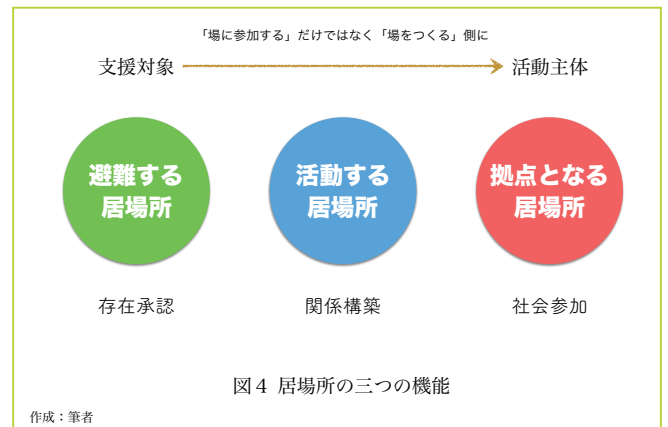 「場に参加する」だけではなく「場をつくる」側に
支援対象
活動主体
避難する
居場所
活動する
居場所
拠点となる
居場所
存在承認
関係構築
社会参加
図４ 居場所の三つの機能
作成：筆者